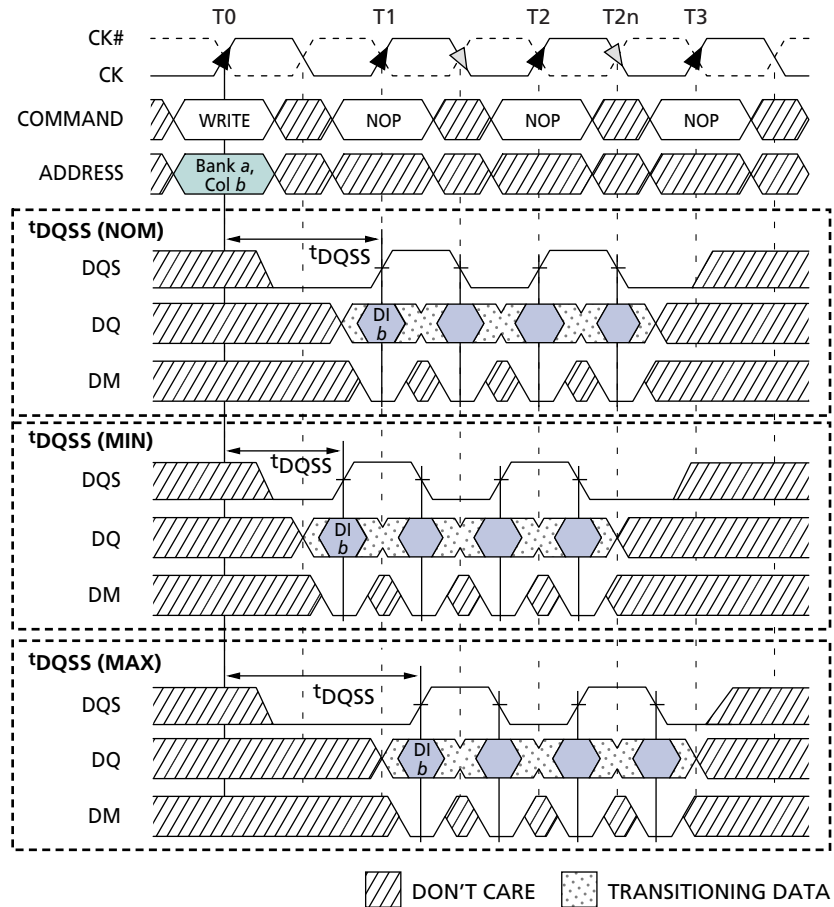 T0 T1 T2 T2n T3
CK#
CK
COMMAND WRITE NOP NOP NOP
ADDRESS Bank a,
Col b
tDQSS (NOM)
tDQSS
DQS
DQ DI
b
DM
tDQSS (MIN)
tDQSS
DQS
DQ DI
b
DM
tDQSS (MAX)
tDQSS
DQS
DQ DI
b
DM
DON'T CARE TRANSITIONING DATA